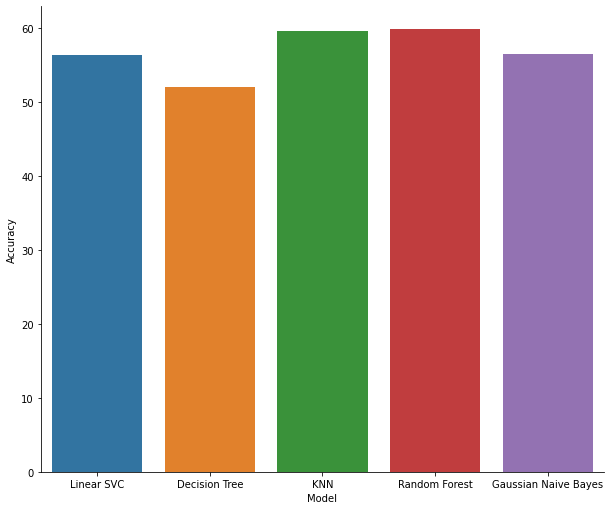 60
50
40
30
20
10
0
Accuracy
Linear SVC
Decision Tree
KNN
Random Forest
Gaussian Naive Bayes
Model